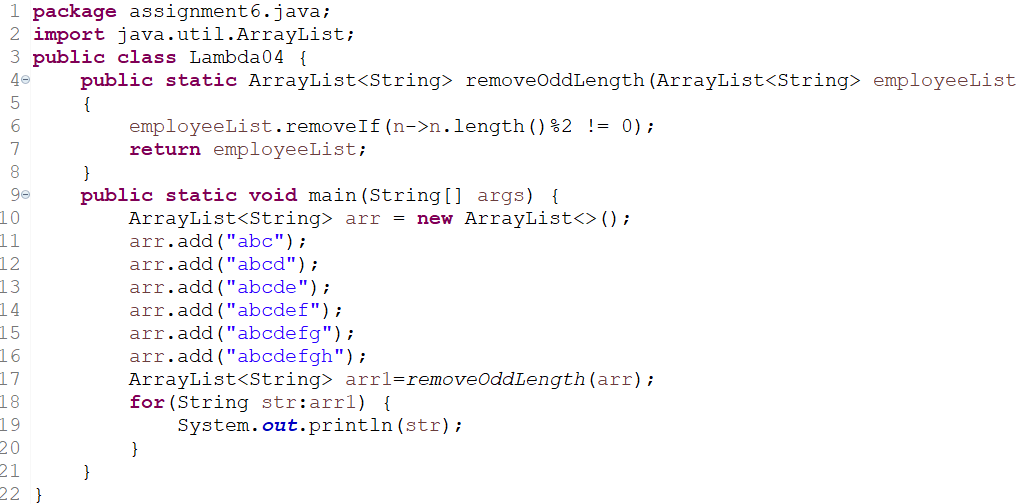 1 package assignment6.java;
2 import java.util.ArrayList;
3 public class Lambda04 {
4 public static ArrayList<String> removeOddLength(ArrayList<String> employeeList
5 {
6 employeeList.removeIf(n->n.length()%2 != 0);
7 return employeeList;
8 }
9 public static void main(String[] args) {
10 ArrayList<String> arr = new ArrayList<>();
11 arr.add("abc");
12 arr.add("abcd");
13 arr.add("abcde");
14 arr.add("abcdef");
15 arr.add("abcdefg");
16 arr.add("abcdefgh");
17 ArrayList<String> arr1=removeOddLength(arr);
18 for(String str:arr1) {
19 System.out.println(str);
20 }
21 }
22 }